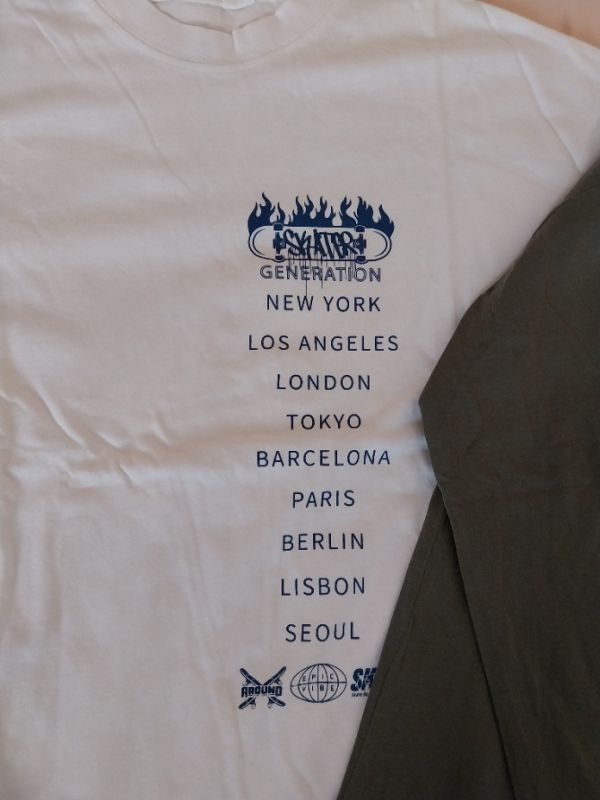 SKATER
GENERATION
NEW YORK
LOS ANGELES
LONDON
TOKYO
BARCELONA
PARIS
BERLIN
LISBON
SEOUL
AROUND
EPIC
VIBE